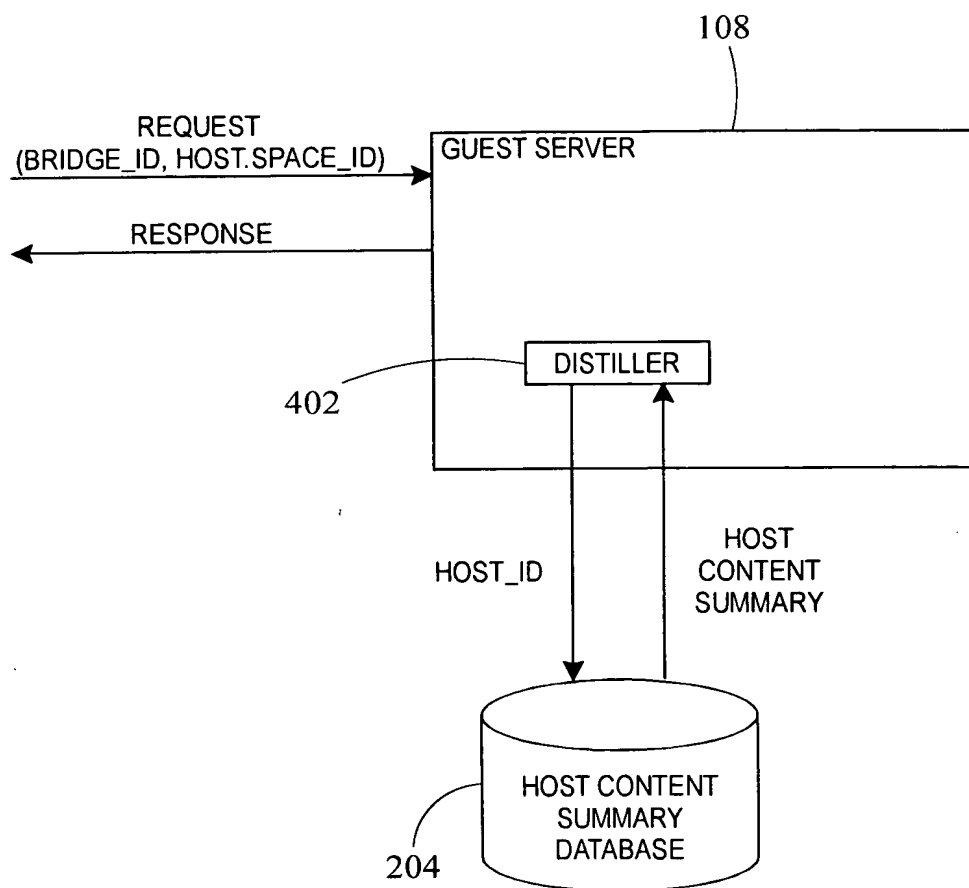 108
REQUEST
(BRIDGE_ID, HOST.SPACE_ID)
GUEST SERVER
RESPONSE
DISTILLER
402
HOST_ID
HOST
CONTENT
SUMMARY
HOST CONTENT
SUMMARY
DATABASE
204